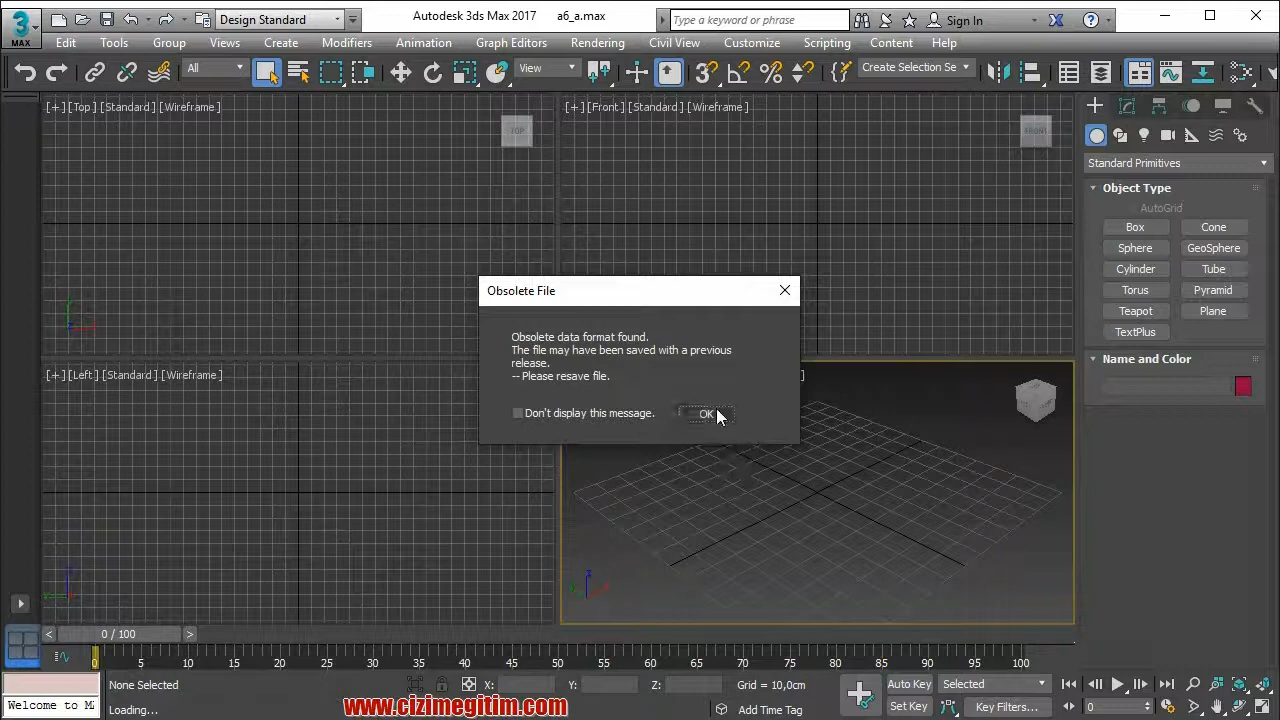 MAX
Design Standard
Autodesk 3ds Max 2017 a6_a.max
Type a keyword or phrase
Sign In
Edit Tools Group Views Create Modifiers Animation Graph Editors Rendering Civil View Customize Scripting Content Help
All
View
Create Selection Se
[+] [Top] [Standard] [Wireframe]
TOP
[+] [Front] [Standard] [Wireframe]
FRONT
Standard Primitives
Object Type
AutoGrid
Box Cone
Sphere GeoSphere
Cylinder Tube
Torus Pyramid
Teapot Plane
TextPlus
Name and Color
Obsolete File
Obsolete data format found.
The file may have been saved with a previous
release.
-- Please resave file.
Don't display this message.
OK
[+] [Left] [Standard] [Wireframe]
]
< 0 / 100 >
0 5 10 15 20 25 30 35 40 45 50 55 60 65 70 75 80 85 90 95 100
None Selected
X: Y: Z:
Grid = 10,0cm
Auto Key
Selected
Welcome to M
Loading...
www.cizimegitim.com
Add Time Tag
Set Key
Key Filters...
0